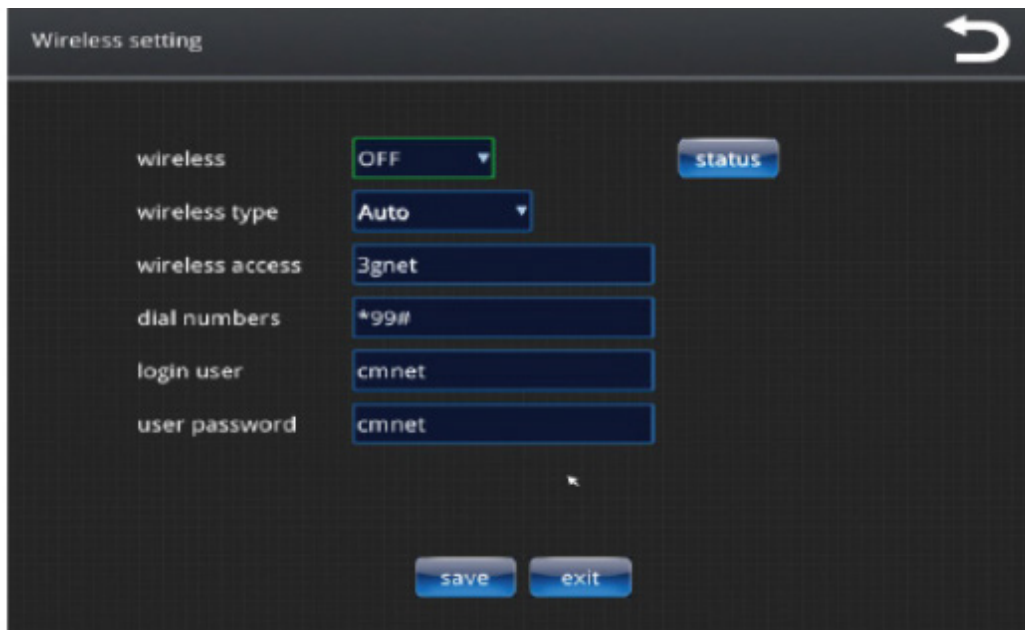 Wireless setting
wireless OFF status
wireless type Auto
wireless access 3gnet
dial numbers *99#
login user cmnet
user password cmnet
save exit